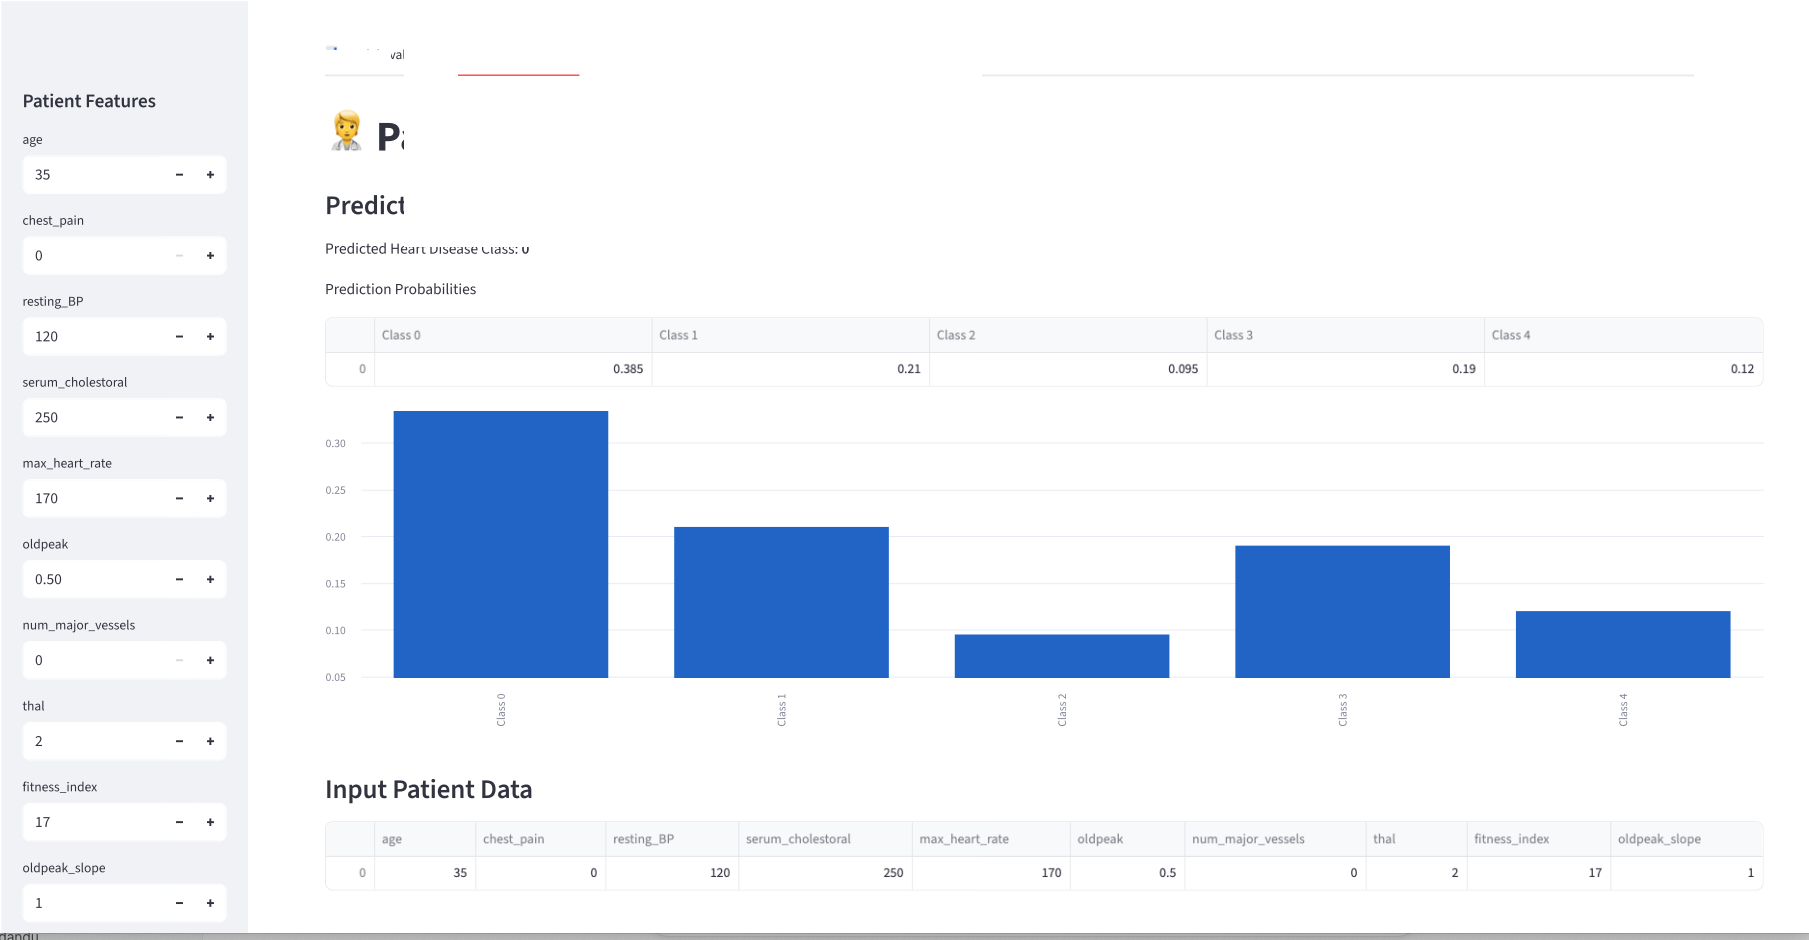 Patient Features
age
35
chest_pain
0
resting_BP
120
serum_cholestoral
250
max_heart_rate
170
oldpeak
0.50
num_major_vessels
0
thal
2
fitness_index
17
oldpeak_slope
1
val
Predict
Predicted Heart Disease Class: 0
Prediction Probabilities
Class 0 Class 1 Class 2 Class 3 Class 4
0 0.385 0.21 0.095 0.19 0.12
0.30
0.25
0.20
0.15
0.10
0.05
Class 0 Class 1 Class 2 Class 3 Class 4
Input Patient Data
age chest_pain resting_BP serum_cholestoral max_heart_rate oldpeak num_major_vessels thal fitness_index oldpeak_slope
0 35 0 120 250 170 0.5 0 2 17 1